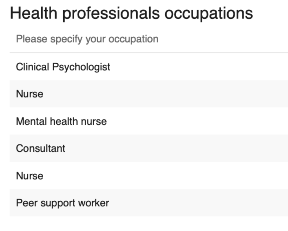 Health professionals occupations
Please specify your occupation
Clinical Psychologist
Nurse
Mental health nurse
Consultant
Nurse
Peer support worker